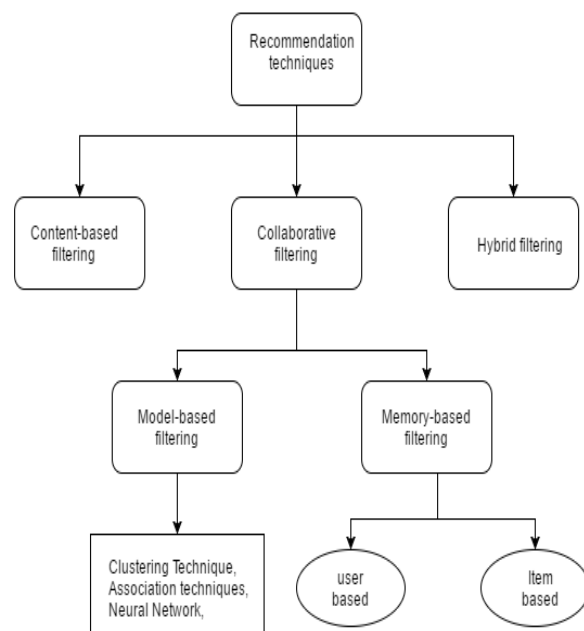 Recommendation
techniques
Content-based
filtering
Collaborative
filtering
Hybrid filtering
Model-based
filtering
Memory-based
filtering
Clustering Technique,
Association techniques,
Neural Network,
user
based
Item
based